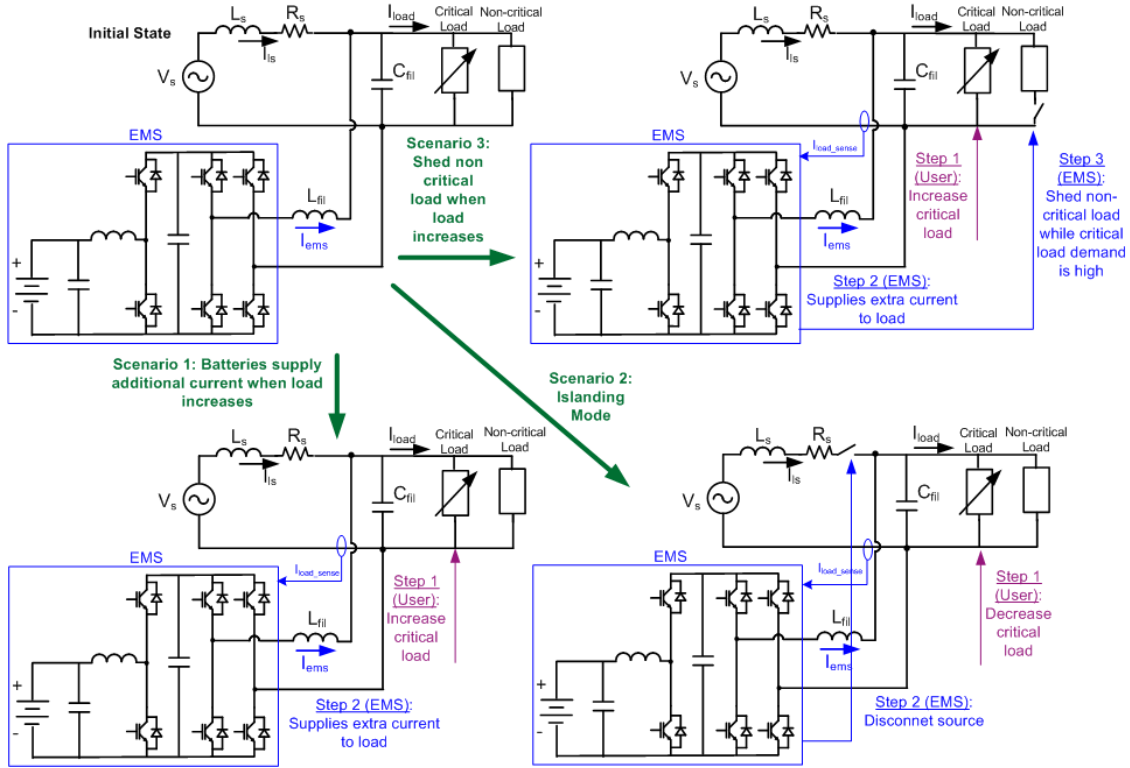 Initial State
Ls
Rs
Ils
Iload
Critical
Load
Non-critical
Load
Vs
Cfil
EMS
Lfil
Iems
+
-
Scenario 3:
Shed non
critical
load when
load
increases
Ls
Rs
Ils
Iload
Critical
Load
Non-critical
Load
Vs
Cfil
EMS
Iload_sense
Lfil
Iems
+
-
Step 1
(User):
Increase
critical
load
Step 3
(EMS):
Shed non-
critical load
while critical
load demand
is high
Step 2 (EMS):
Supplies extra current
to load
Scenario 1: Batteries supply
additional current when load
increases
Scenario 2:
Islanding
Mode
Ls
Rs
Ils
Iload
Critical
Load
Non-critical
Load
Vs
Cfil
EMS
Iload_sense
Lfil
Iems
+
-
Step 1
(User):
Increase
critical
load
Step 2 (EMS):
Supplies extra current
to load
Ls
Rs
Ils
Iload
Critical
Load
Non-critical
Load
Vs
Cfil
EMS
Iload_sense
Lfil
Iems
+
-
Step 1
(User):
Decrease
critical
load
Step 2 (EMS):
Disconnet source